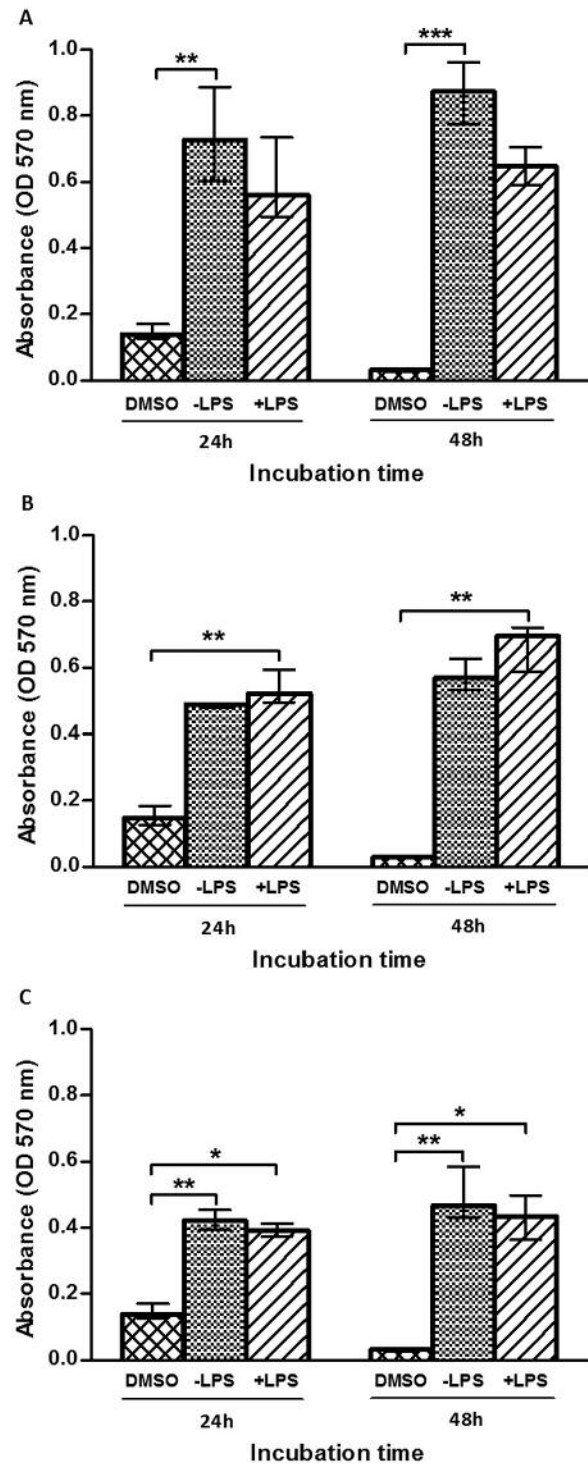 A
Absorbance (OD 570 nm)
1.0
0.8
0.6
0.4
0.2
0.0
**
***
DMSO -LPS +LPS DMSO -LPS +LPS
24h 48h
Incubation time
B
Absorbance (OD 570 nm)
1.0
0.8
0.6
0.4
0.2
0.0
**
**
DMSO -LPS +LPS DMSO -LPS +LPS
24h 48h
Incubation time
C
Absorbance (OD 570 nm)
1.0
0.8
0.6
0.4
0.2
0.0
*
**
*
**
DMSO -LPS +LPS DMSO -LPS +LPS
24h 48h
Incubation time